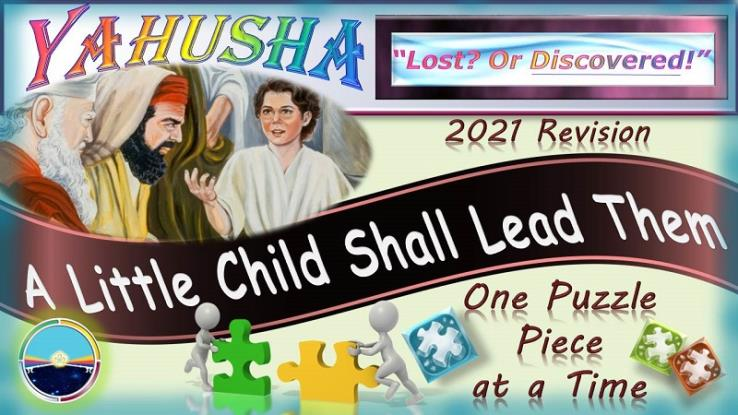 YAHUSHA
“Lost? Or Discovered!”
2021 Revision
A Little Child Shall Lead Them
One Puzzle
Piece
at a Time